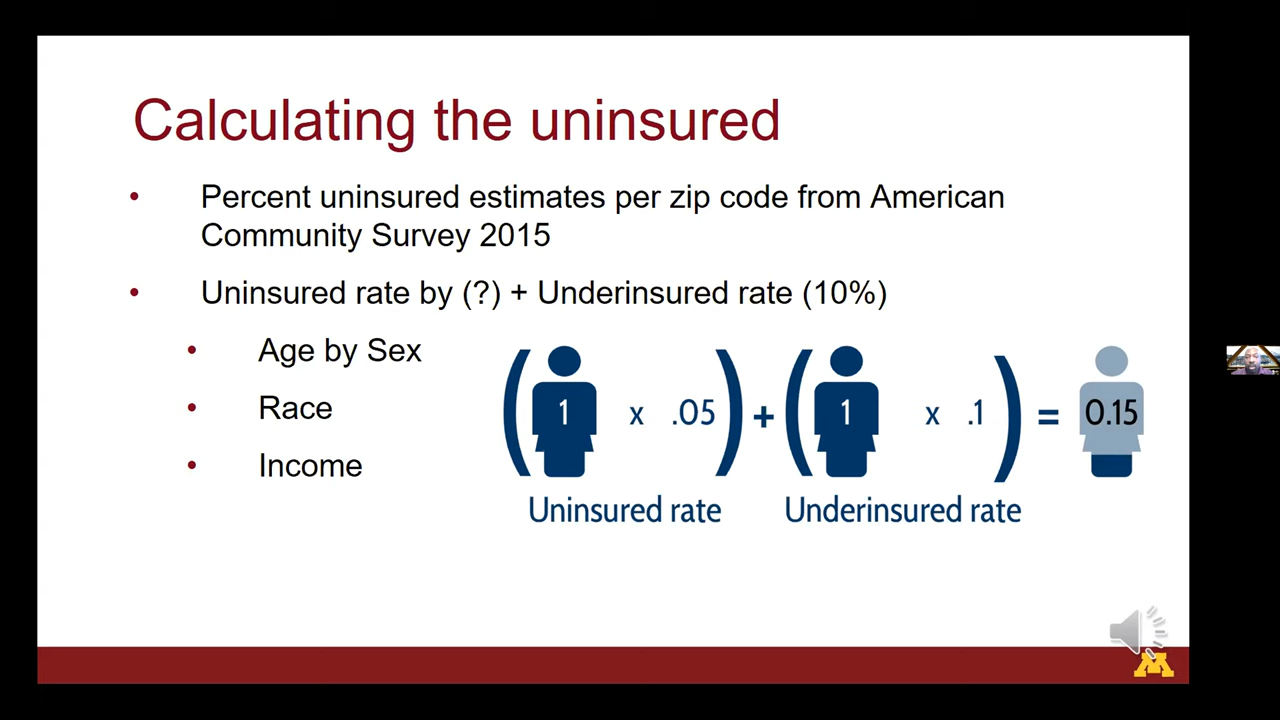 Calculating the uninsured
• Percent uninsured estimates per zip code from American
Community Survey 2015
• Uninsured rate by (?) + Underinsured rate (10%)
• Age by Sex
• Race
• Income
(1 x .05) + (1 x .1) = 0.15
Uninsured rate Underinsured rate
M